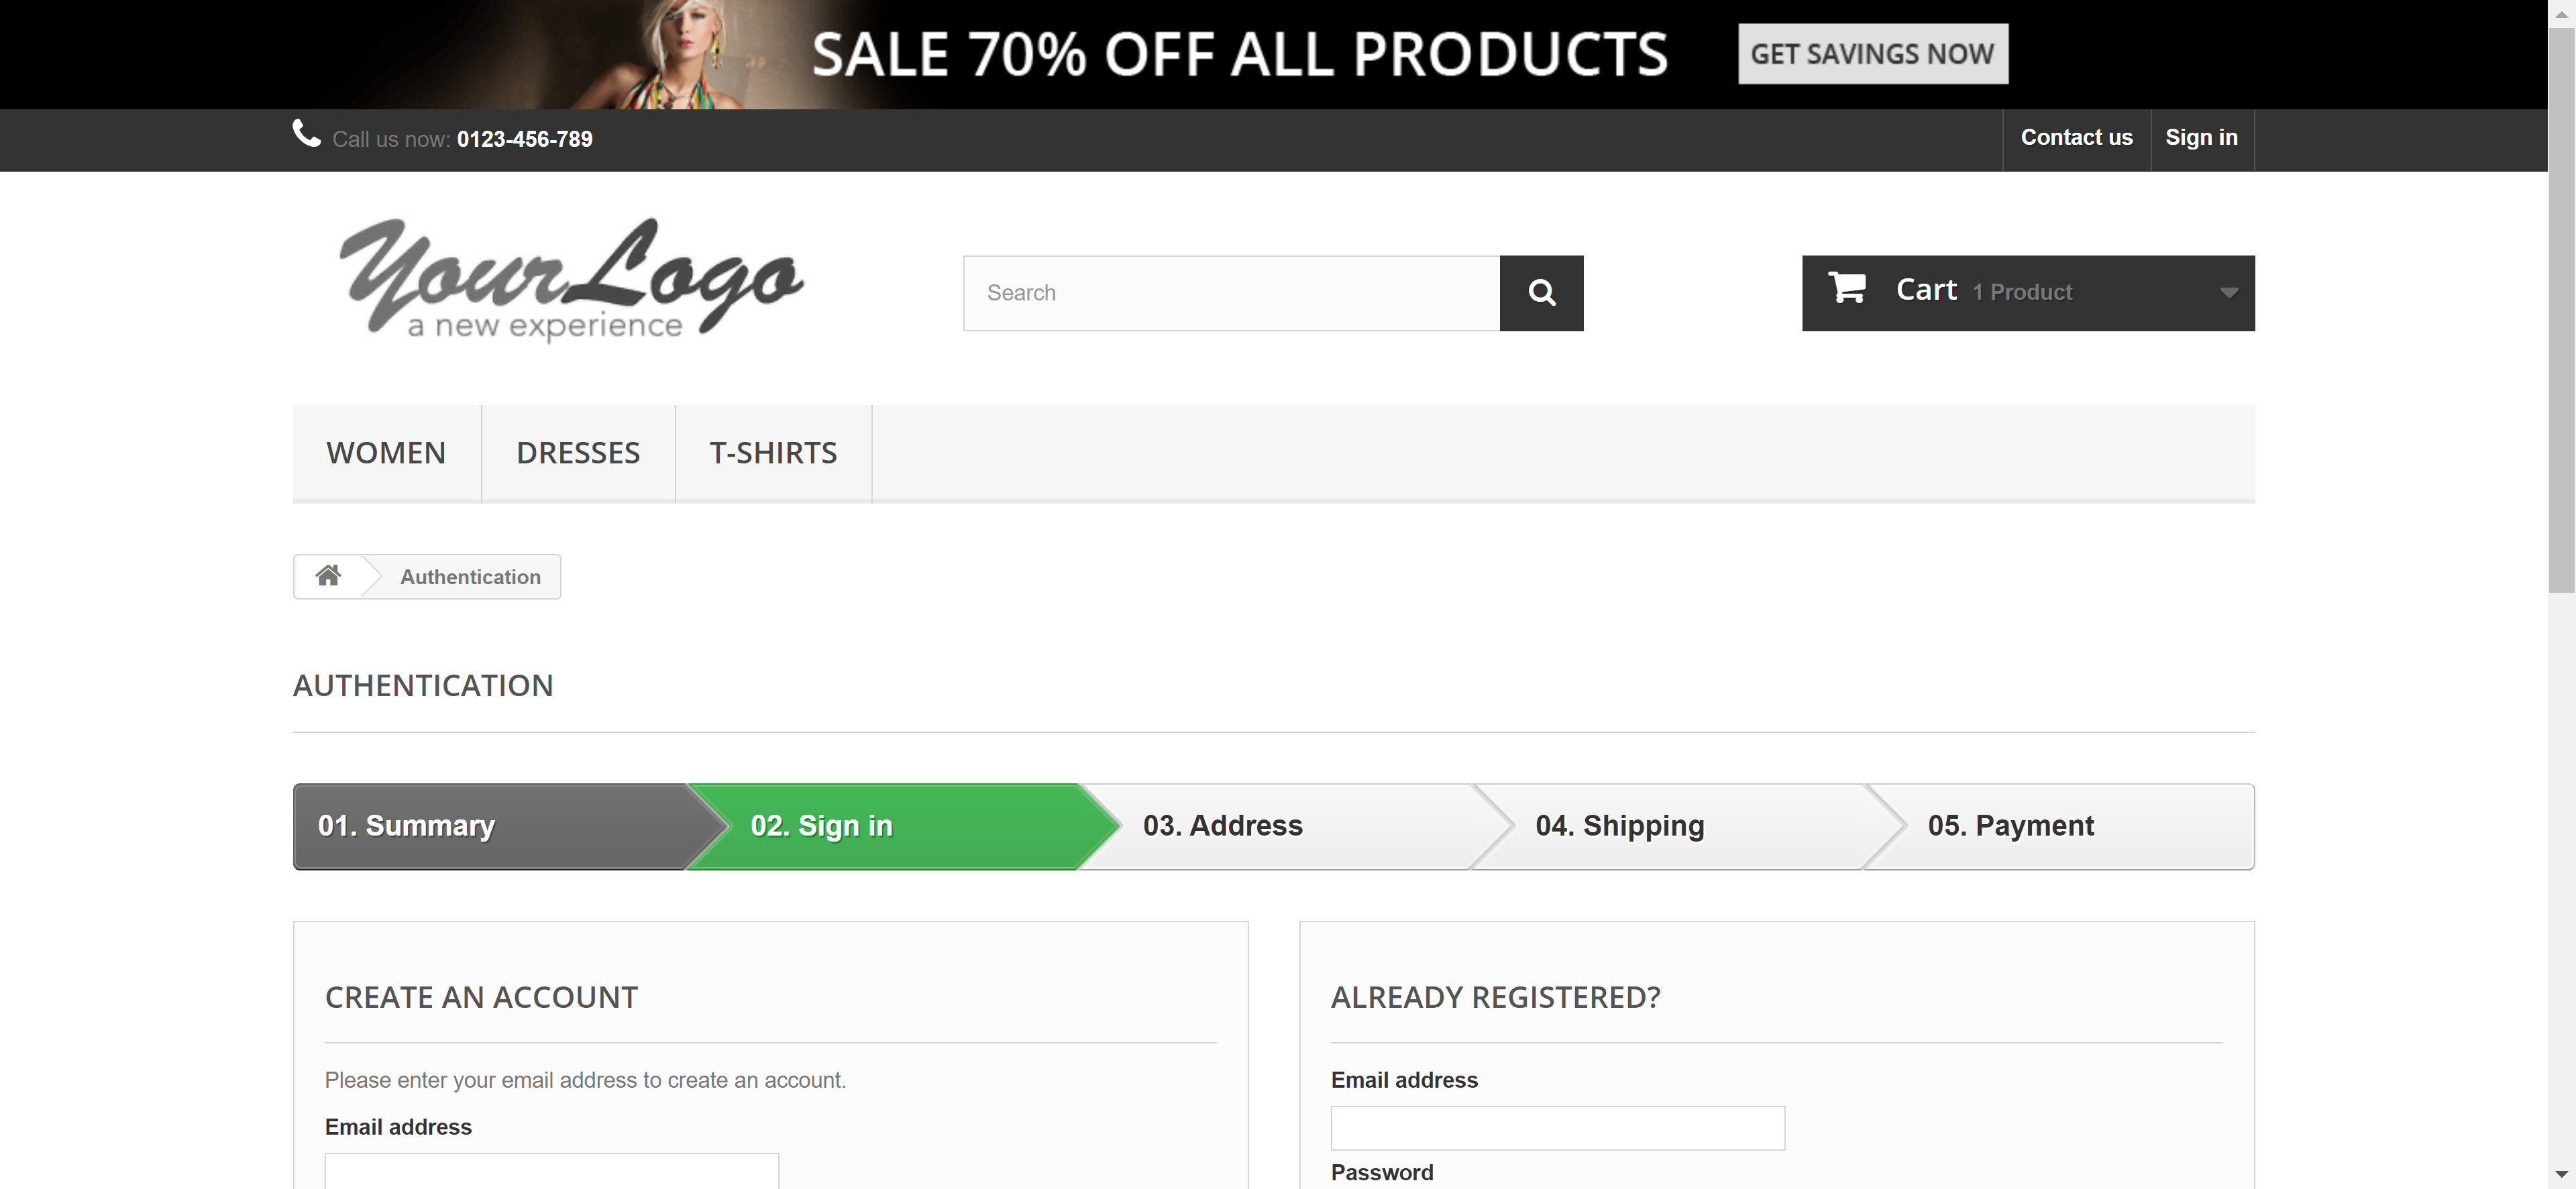 SALE 70% OFF ALL PRODUCTS GET SAVINGS NOW
Call us now: 0123-456-789 Contact us Sign in
YourLogo
a new experience
Search
Cart 1 Product
WOMEN DRESSES T-SHIRTS
Authentication
AUTHENTICATION
01. Summary 02. Sign in 03. Address 04. Shipping 05. Payment
CREATE AN ACCOUNT
Please enter your email address to create an account.
Email address
ALREADY REGISTERED?
Email address
Password